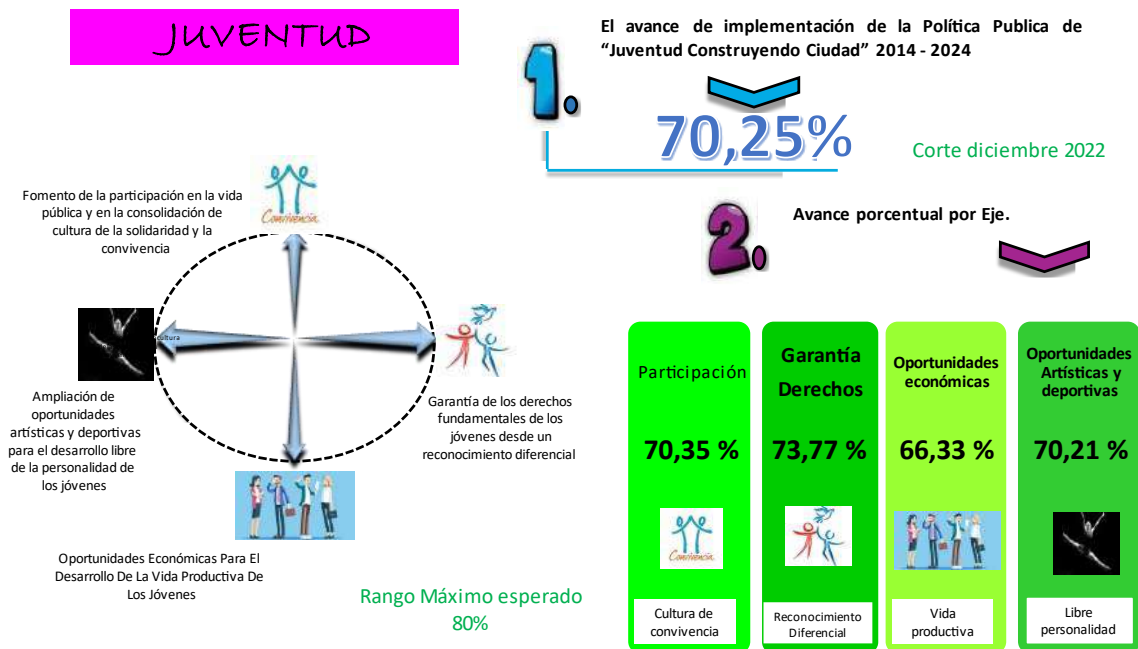 JUVENTUD
El avance de implementación de la Política Publica de
“Juventud Construyendo Ciudad” 2014 - 2024
1.
70,25%
Corte diciembre 2022
2.
Avance porcentual por Eje.
Convivencia
Fomento de la participación en la vida
pública y en la consolidación de
cultura de la solidaridad y la
convivencia
cultura
Ampliación de
oportunidades
artísticas y deportivas
para el desarrollo libre
de la personalidad de
los jóvenes
Garantía de los derechos
fundamentales de los
jóvenes desde un
reconocimiento diferencial
Oportunidades Económicas Para El
Desarrollo De La Vida Productiva De
Los Jóvenes
Rango Máximo esperado
80%
Participación
70,35 %
Convivencia
Cultura de
convivencia
Garantía
Derechos
73,77 %
Reconocimiento
Diferencial
Oportunidades
económicas
66,33 %
Vida
productiva
Oportunidades
Artísticas y
deportivas
70,21 %
Libre
personalidad